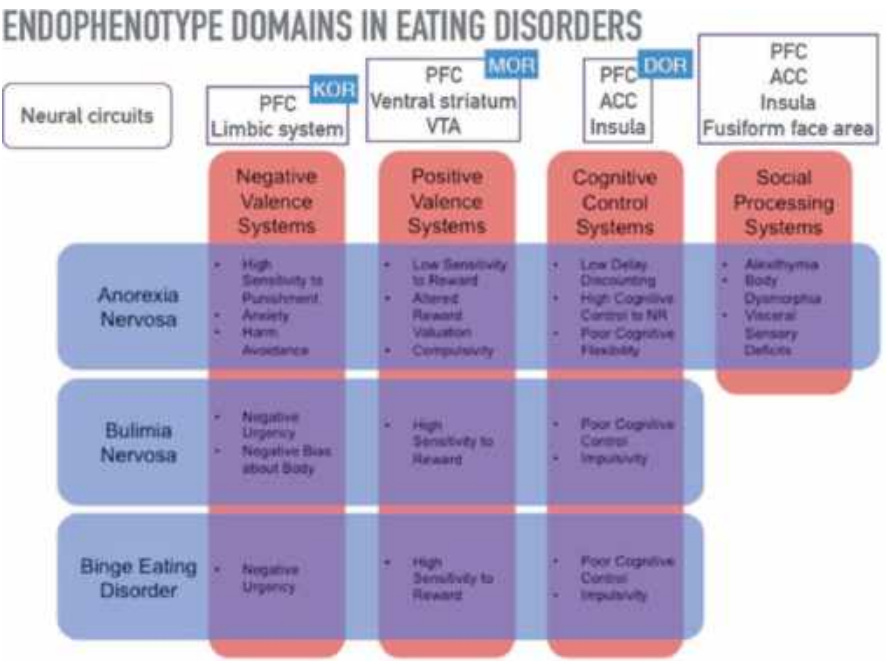 ENDOPHENOTYPE DOMAINS IN EATING DISORDERS
Neural circuits
PFC KOR
Limbic system
PFC MOR
Ventral striatum
VTA
PFC DOR
ACC
Insula
PFC
ACC
Insula
Fusiform face area
Negative
Valence
Systems
Positive
Valence
Systems
Cognitive
Control
Systems
Social
Processing
Systems
Anorexia
Nervosa
• High
Sensitivity to
Punishment
• Anxiety
• Harm
Avoidance
• Low Sensitivity
to Reward
• Altered
Reward
Valuation
• Compulsivity
• Low Delay
Discounting
• High Cognitive
Control to NR
• Poor Cognitive
Flexibility
• Alexithymia
• Body
Dysmorphia
• Visceral
Sensory
Deficits
Bulimia
Nervosa
• Negative
Urgency
• Negative Bias
about Body
• High
Sensitivity to
Reward
• Poor Cognitive
Control
• Impulsivity
Binge Eating
Disorder
• Negative
Urgency
• High
Sensitivity to
Reward
• Poor Cognitive
Control
• Impulsivity